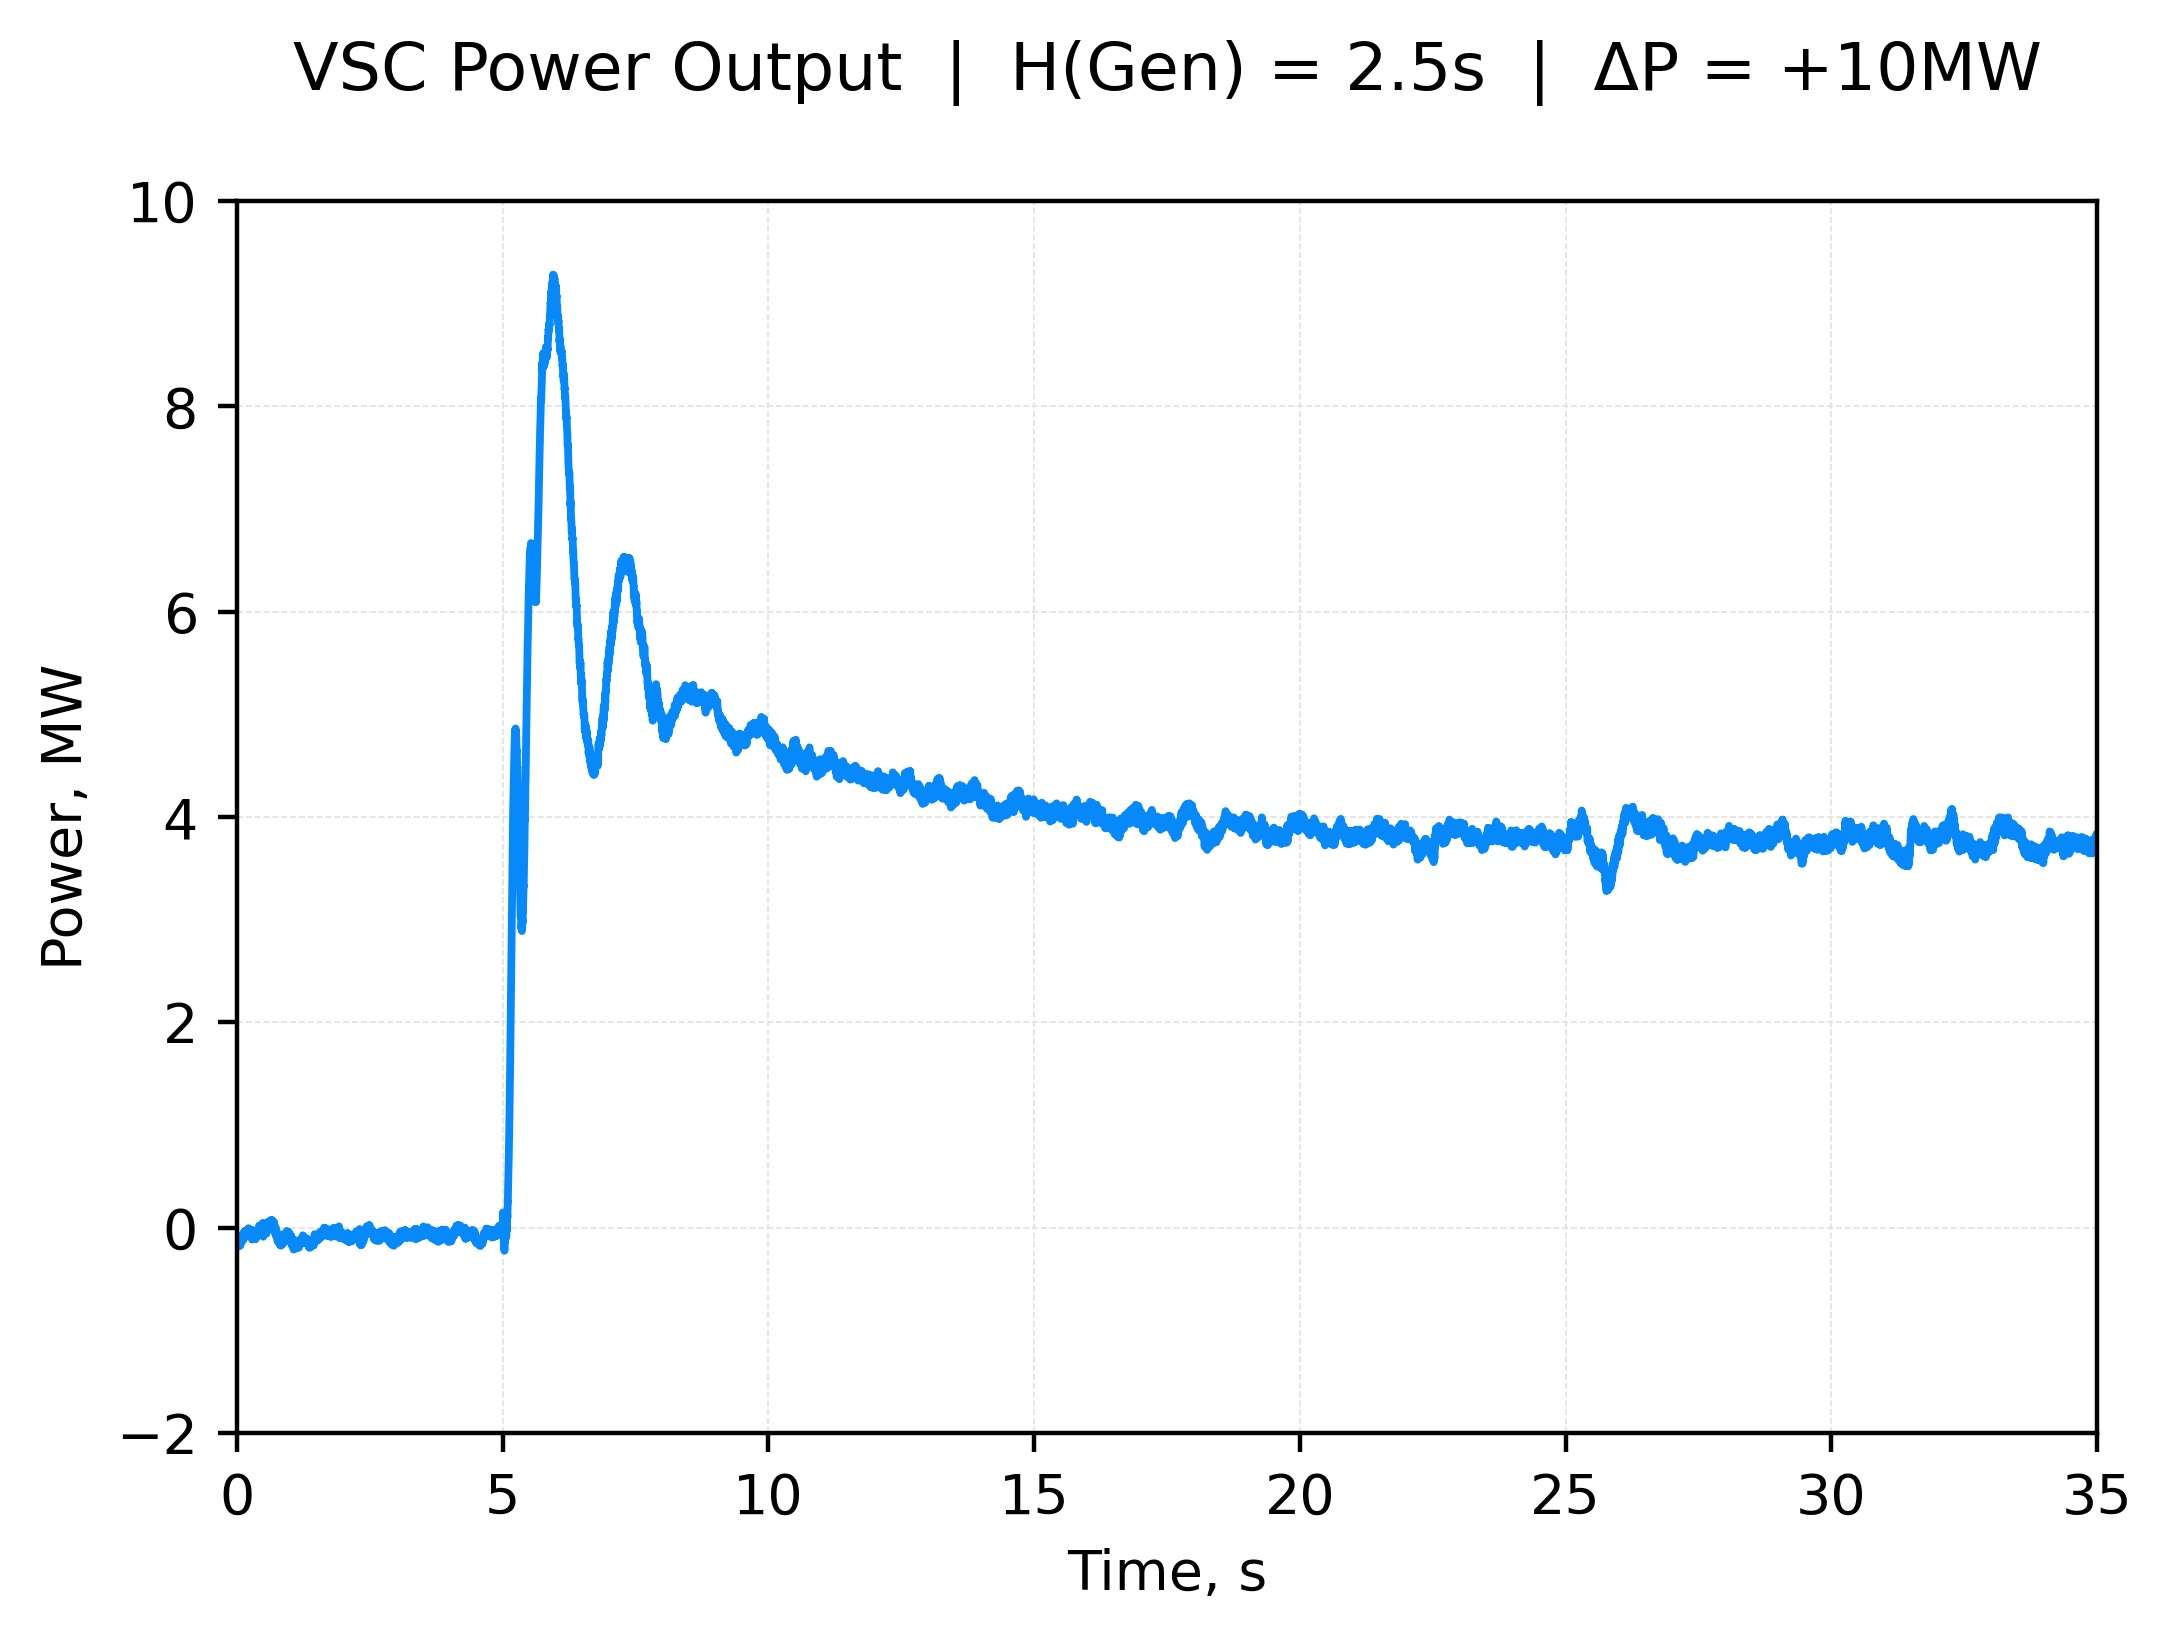 VSC Power Output | H(Gen) = 2.5s | ΔP = +10MW
10
8
6
4
2
0
−2
Power, MW
0 5 10 15 20 25 30 35
Time, s